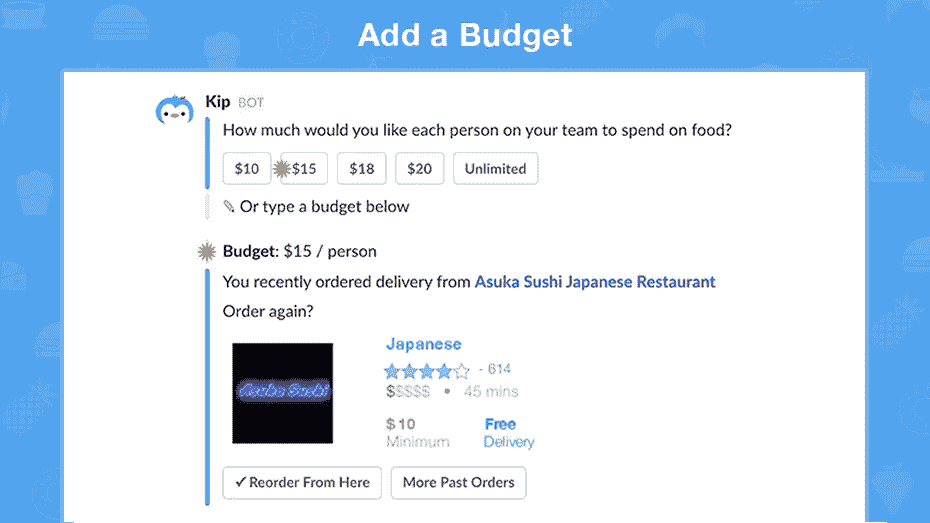 Add a Budget
Kip BOT
How much would you like each person on your team to spend on food?
$10 $15 $18 $20 Unlimited
✎ Or type a budget below
Budget: $15 / person
You recently ordered delivery from Asuka Sushi Japanese Restaurant
Order again?
Japanese
Asuka Sushi
★★★★☆ - 614
$$$$$ • 45 mins
$10 Free
Minimum Delivery
✓ Reorder From Here More Past Orders